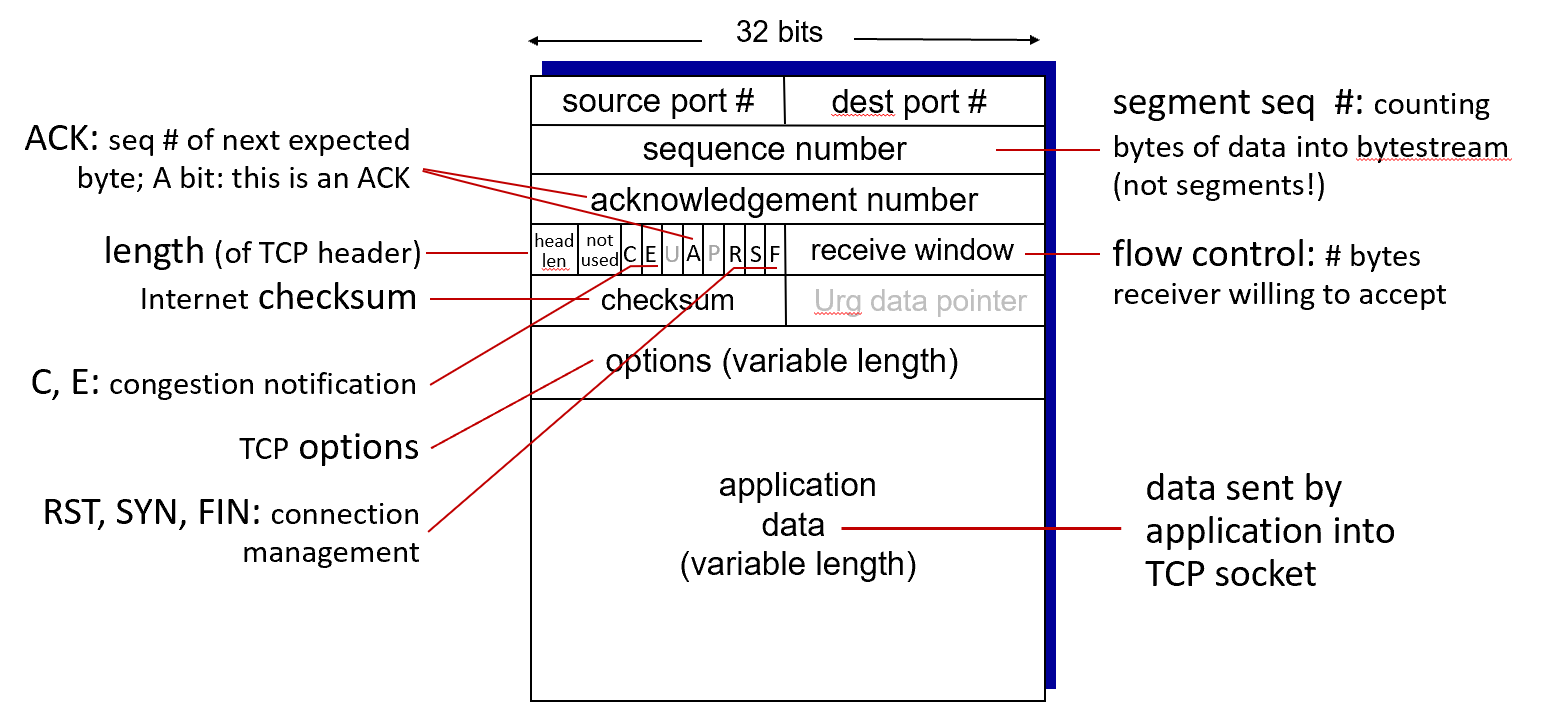 32 bits
source port #
dest port #
sequence number
acknowledgement number
head
len
not
used
C
E
U
A
P
R
S
F
receive window
checksum
Urg data pointer
options (variable length)
application
data
(variable length)
ACK: seq # of next expected
byte; A bit: this is an ACK
length (of TCP header)
Internet checksum
C, E: congestion notification
TCP options
RST, SYN, FIN: connection
management
segment seq #: counting
bytes of data into bytestream
(not segments!)
flow control: # bytes
receiver willing to accept
data sent by
application into
TCP socket